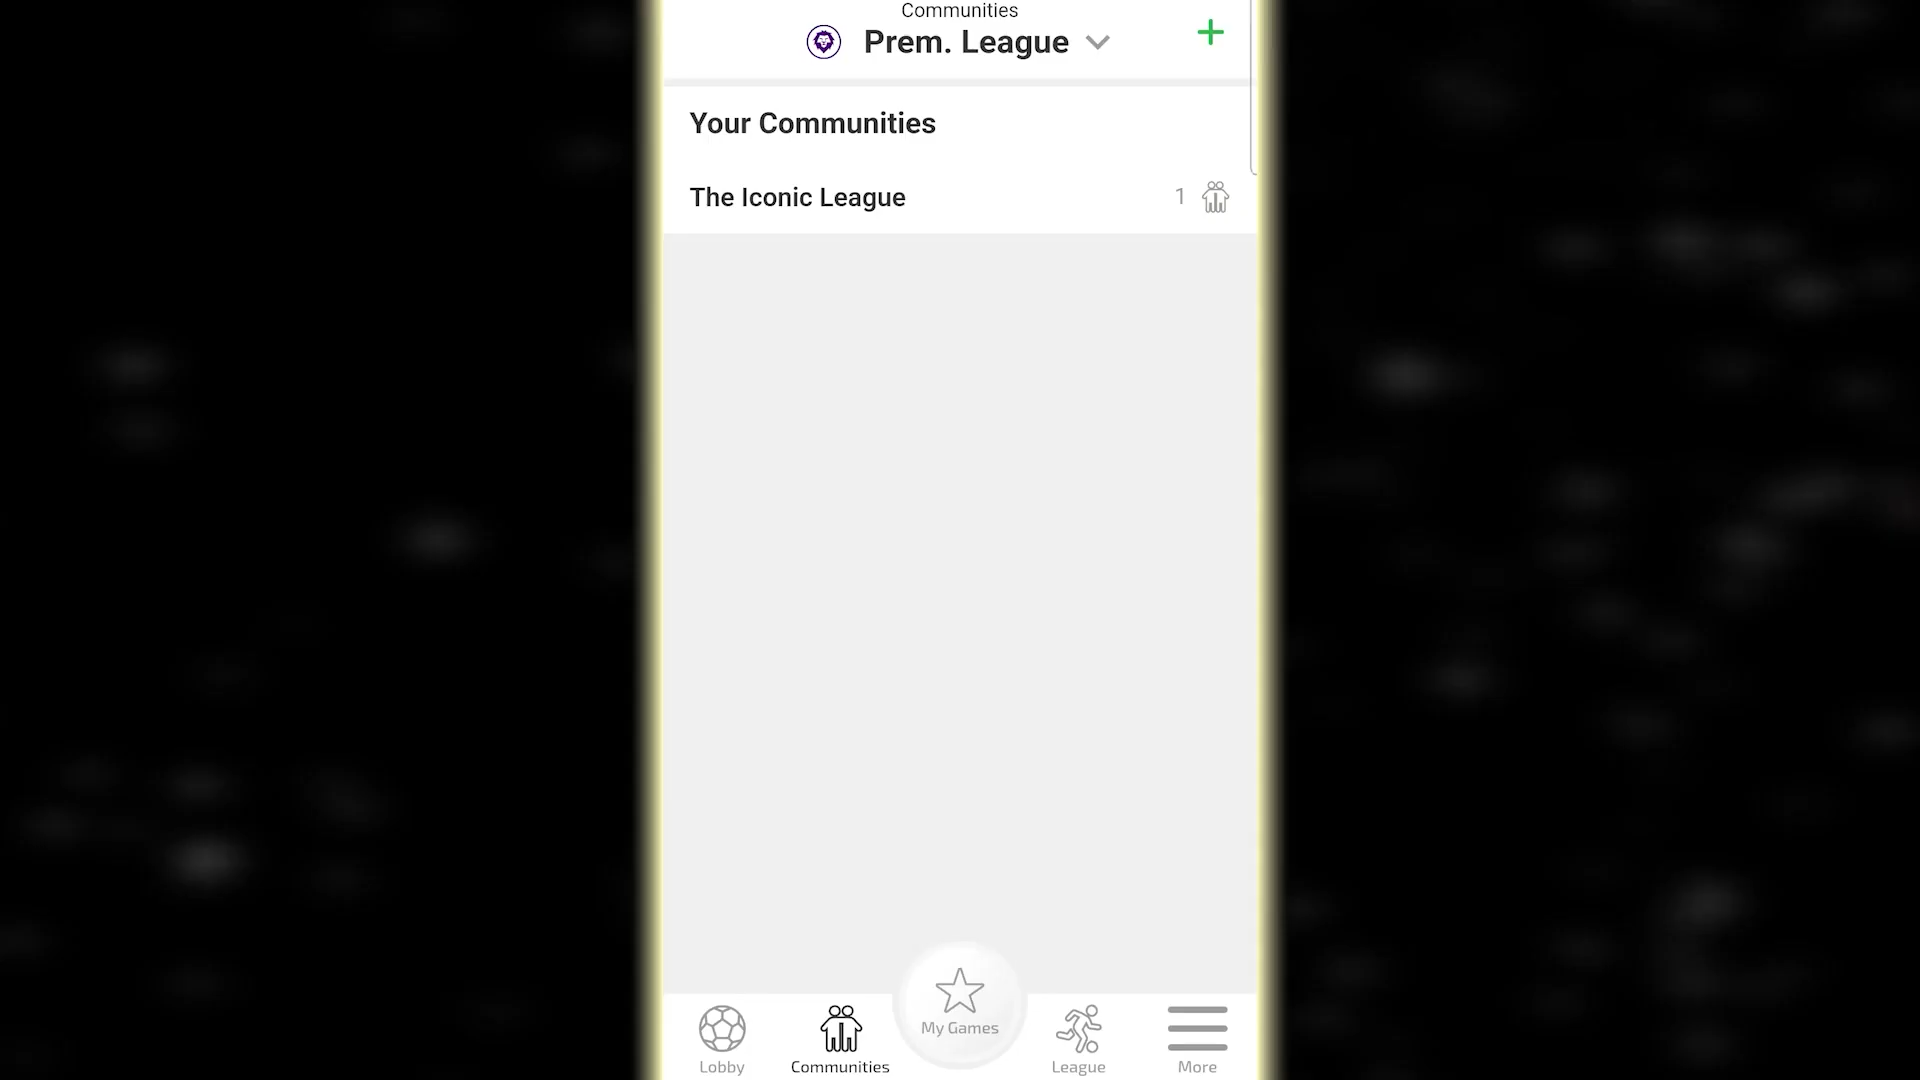 Communities
Prem. League
Your Communities
The Iconic League 1
My Games
Lobby Communities League More